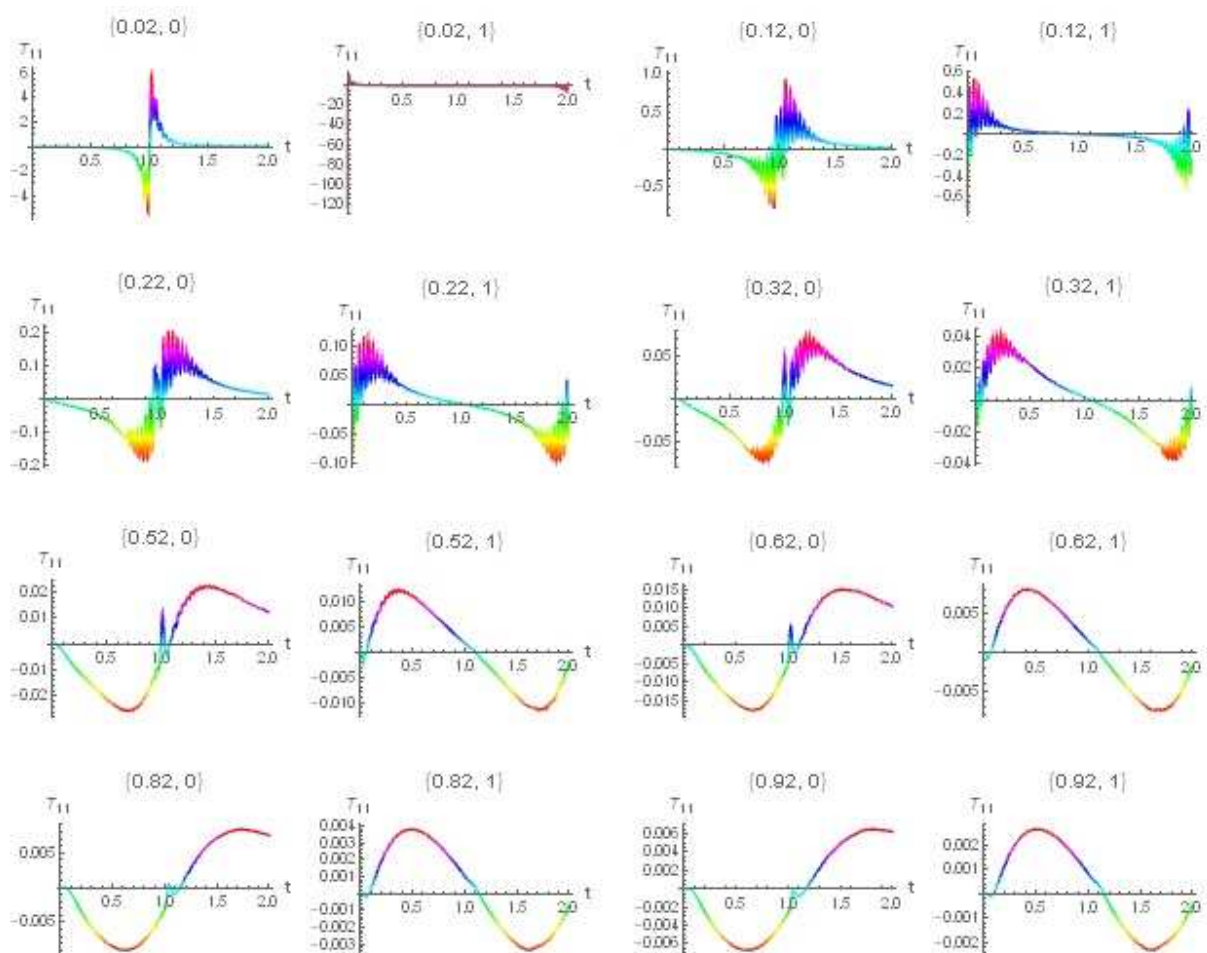 {0.02, 0} {0.02, 1} {0.12, 0} {0.12, 1}
T11 T11 T11 T11
6 4 2 −2 −4 0.5 1.0 1.5 2.0 t
−20 −40 −60 −80 −100 −120 0.5 1.0 1.5 2.0 t
1.0 0.5 −0.5 0.5 1.0 1.5 2.0 t
0.6 0.4 0.2 −0.2 −0.4 −0.6 0.5 1.0 1.5 2.0 t
{0.22, 0} {0.22, 1} {0.32, 0} {0.32, 1}
T11 T11 T11 T11
0.2 0.1 −0.1 −0.2 0.5 1.0 1.5 2.0 t
0.10 0.05 −0.05 −0.10 0.5 1.0 1.5 2.0 t
0.05 −0.05 0.5 1.0 1.5 2.0 t
0.04 0.02 −0.02 −0.04 0.5 1.0 1.5 2.0 t
{0.52, 0} {0.52, 1} {0.62, 0} {0.62, 1}
T11 T11 T11 T11
0.02 0.01 −0.01 −0.02 0.5 1.0 1.5 2.0 t
0.010 0.005 −0.005 −0.010 0.5 1.0 1.5 2.0 t
0.015 0.010 0.005 −0.005 −0.010 −0.015 0.5 1.0 1.5 2.0 t
0.005 −0.005 0.5 1.0 1.5 2.0 t
{0.82, 0} {0.82, 1} {0.92, 0} {0.92, 1}
T11 T11 T11 T11
0.005 −0.005 0.5 1.0 1.5 2.0 t
0.004 0.003 0.002 0.001 −0.001 −0.002 −0.003 0.5 1.0 1.5 2.0 t
0.006 0.004 0.002 −0.002 −0.004 −0.006 0.5 1.0 1.5 2.0 t
0.002 0.001 −0.001 −0.002 0.5 1.0 1.5 2.0 t